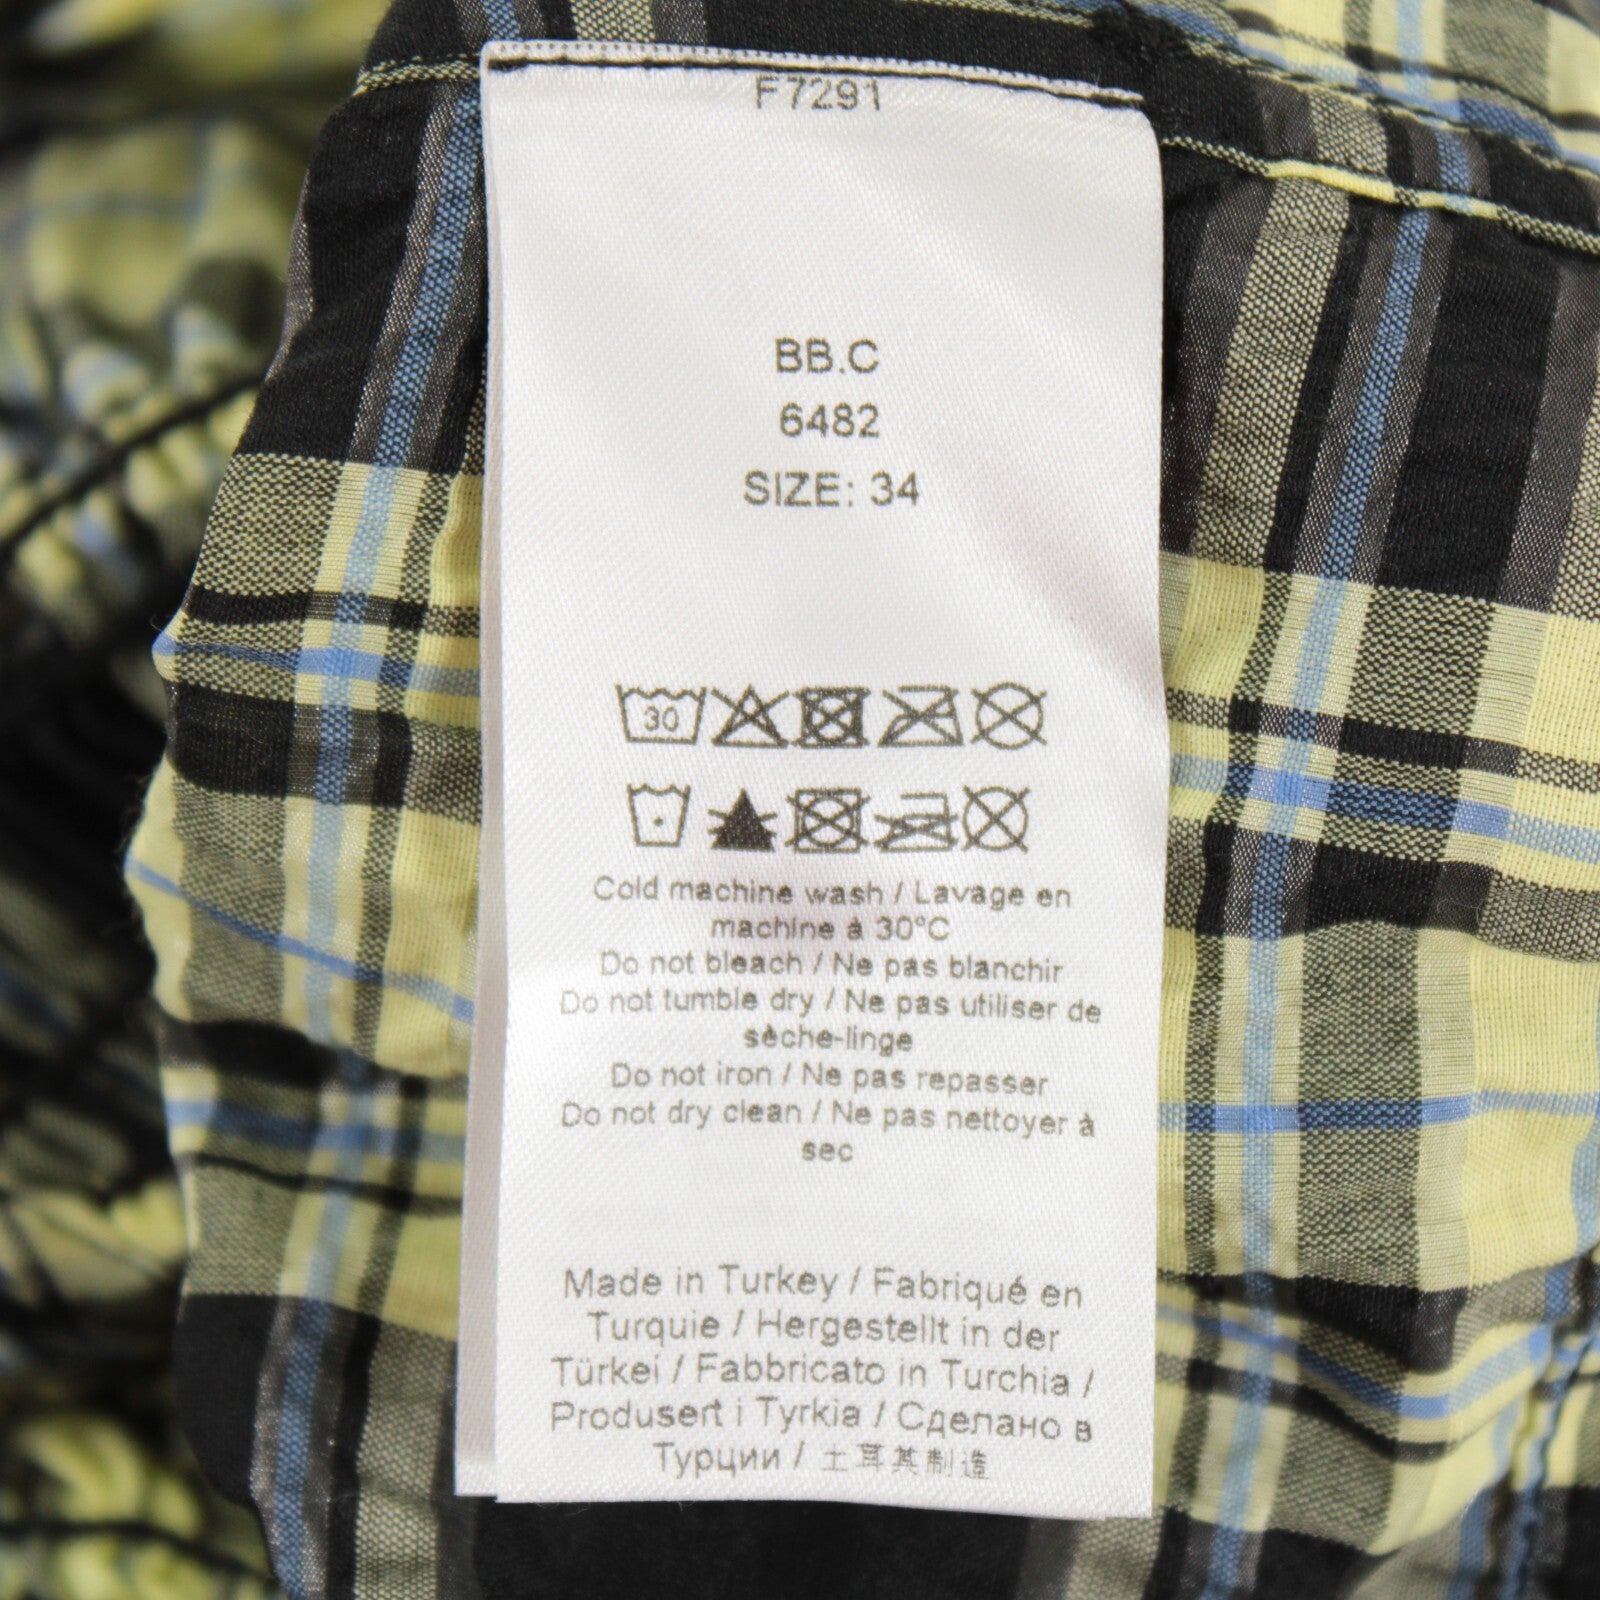 F7291
BB.C
6482
SIZE: 34
30
Cold machine wash / Lavage en
machine à 30°C
Do not bleach / Ne pas blanchir
Do not tumble dry / Ne pas utiliser de
sèche-linge
Do not iron / Ne pas repasser
Do not dry clean / Ne pas nettoyer à
sec
Made in Turkey / Fabriqué en
Turquie / Hergestellt in der
Türkei / Fabbricato in Turchia /
Produsert i Tyrkia / Сделано в
Турции / 土耳其制造